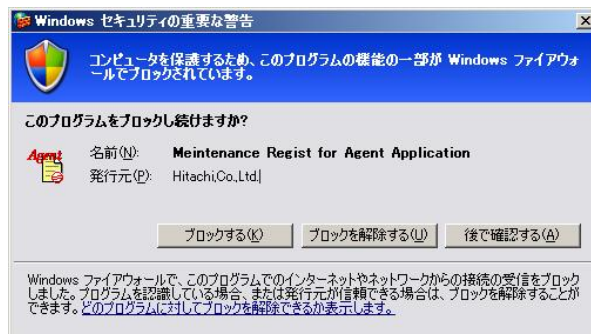 Windows セキュリティの重要な警告
コンピュータを保護するため、このプログラムの機能の一部が Windows ファイアウォ
ールでブロックされています。
このプログラムをブロックし続けますか?
Agent
名前(N): Meintenance Regist for Agent Application
発行元(P): Hitachi,Co.,Ltd.
ブロックする(K) ブロックを解除する(U) 後で確認する(A)
Windows ファイアウォールで、このプログラムでのインターネットやネットワークからの接続の受信をブロック
しました。プログラムを認識している場合、または発行元が信頼できる場合は、ブロックを解除することが
できます。どのプログラムに対してブロックを解除できるか表示します。